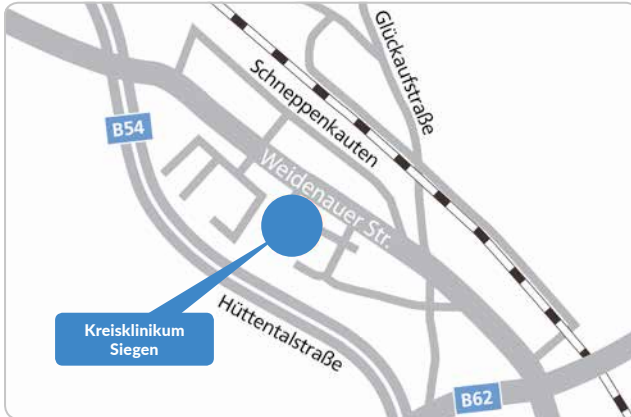 Glückaufstraße
Schneppenkauten
B54
Weidenauer Str.
Kreisklinikum
Siegen
Hüttentalstraße
B62